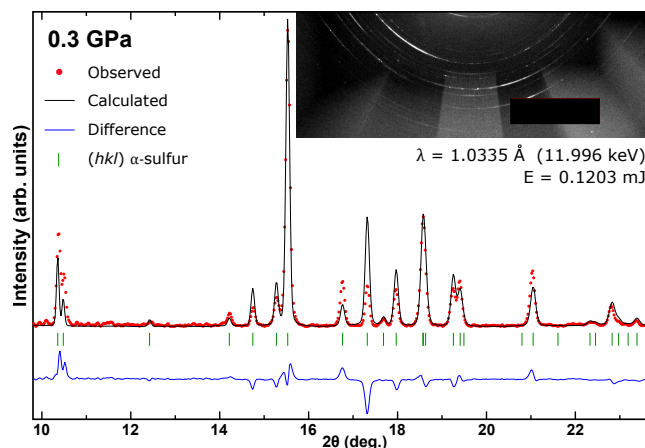 0.3 GPa
Observed
Calculated
Difference
(hkl) α-sulfur
λ = 1.0335 Å (11.996 keV)
E = 0.1203 mJ
Intensity (arb. units)
10 12 14 16 18 20 22
2θ (deg.)